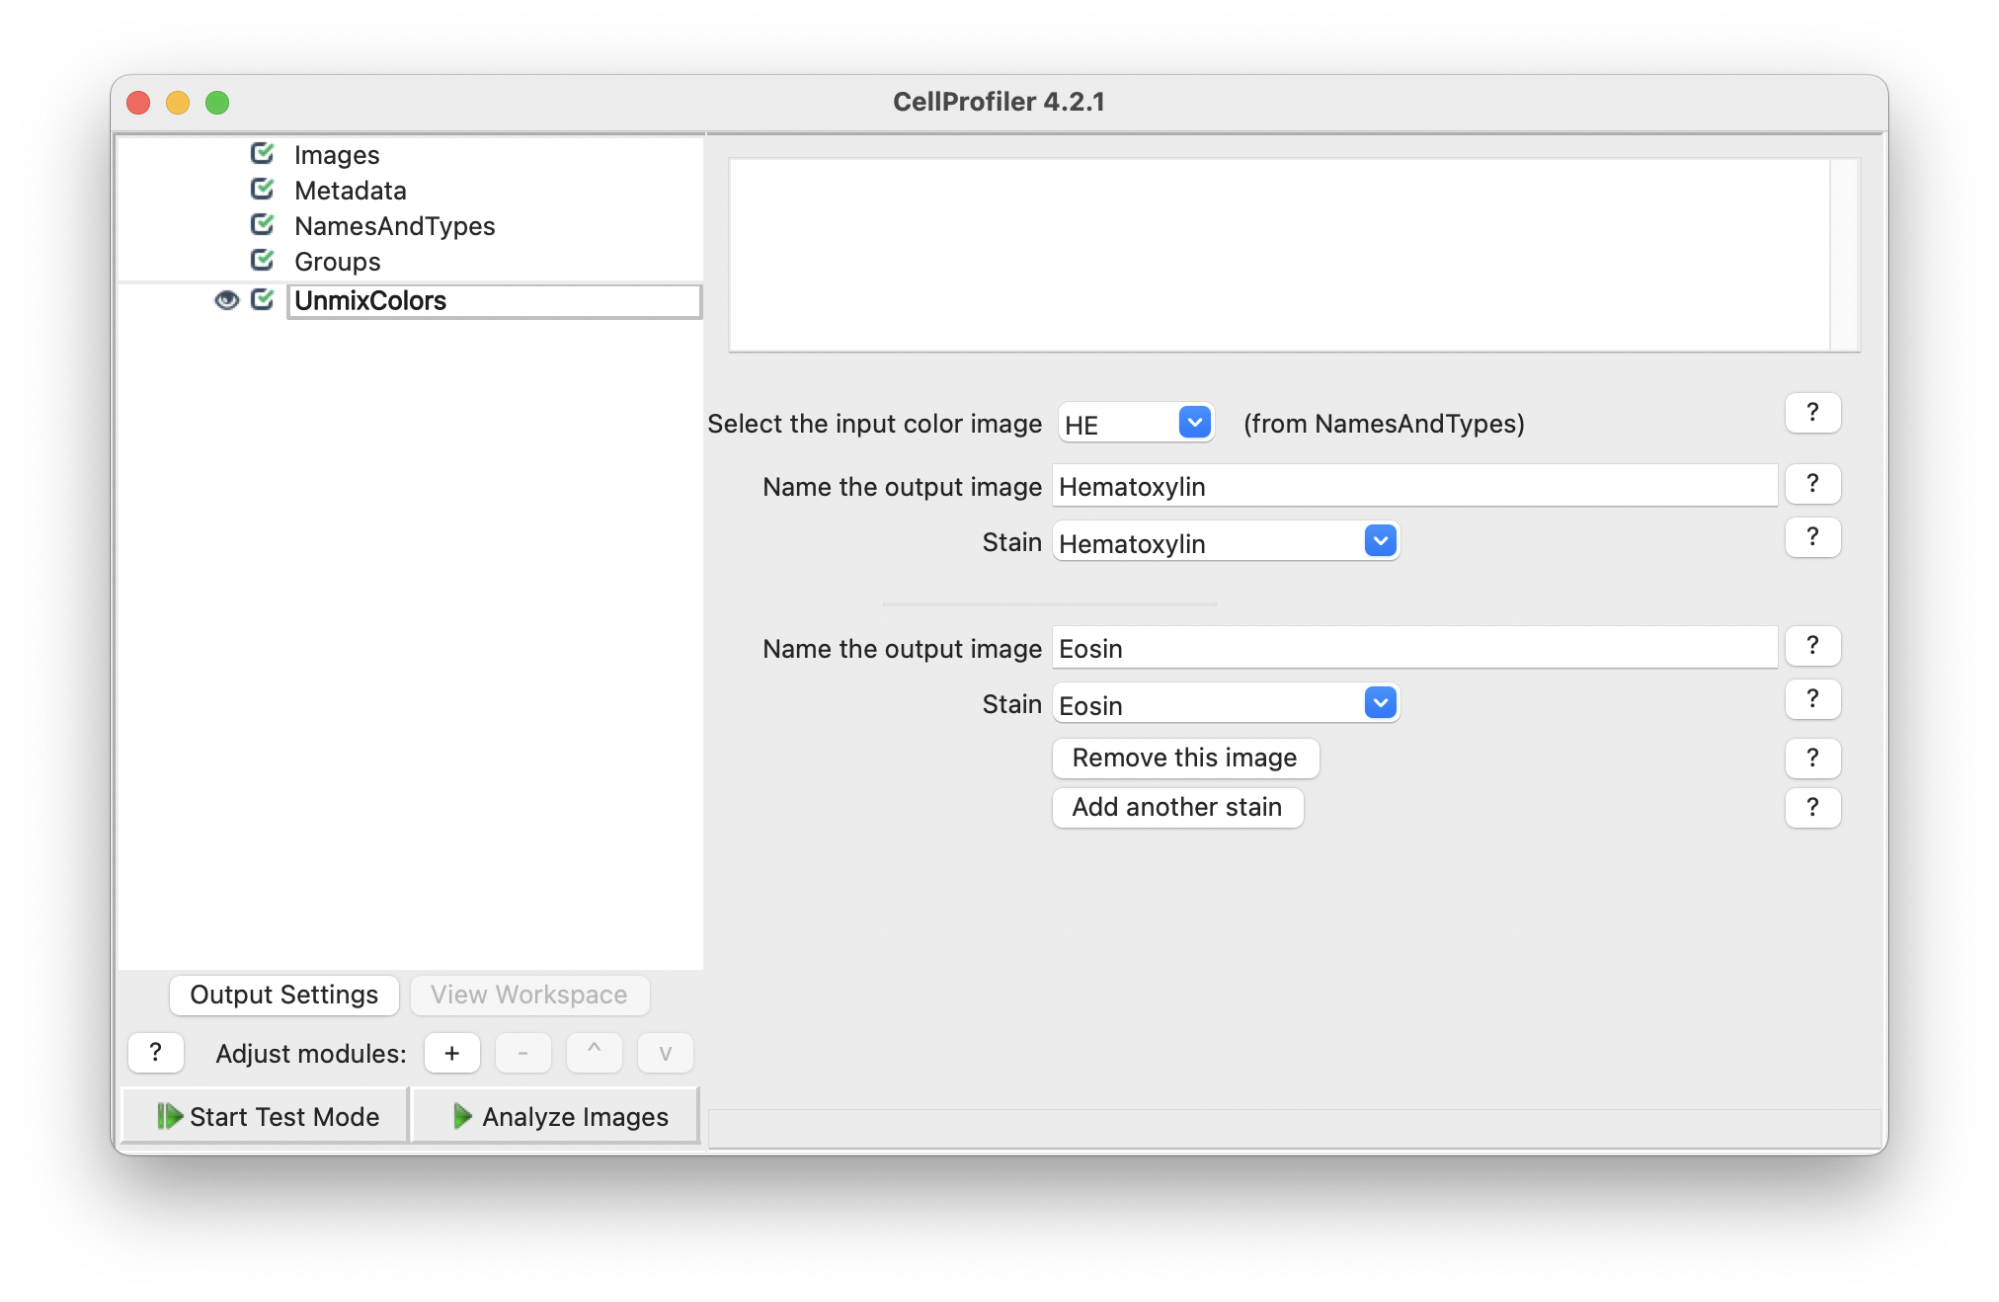 CellProfiler 4.2.1
Images
Metadata
NamesAndTypes
Groups
UnmixColors
Select the input color image HE (from NamesAndTypes) ?
Name the output image Hematoxylin ?
Stain Hematoxylin ?
Name the output image Eosin ?
Stain Eosin ?
Remove this image ?
Add another stain ?
Output Settings View Workspace
? Adjust modules: + - ^ v
Start Test Mode Analyze Images